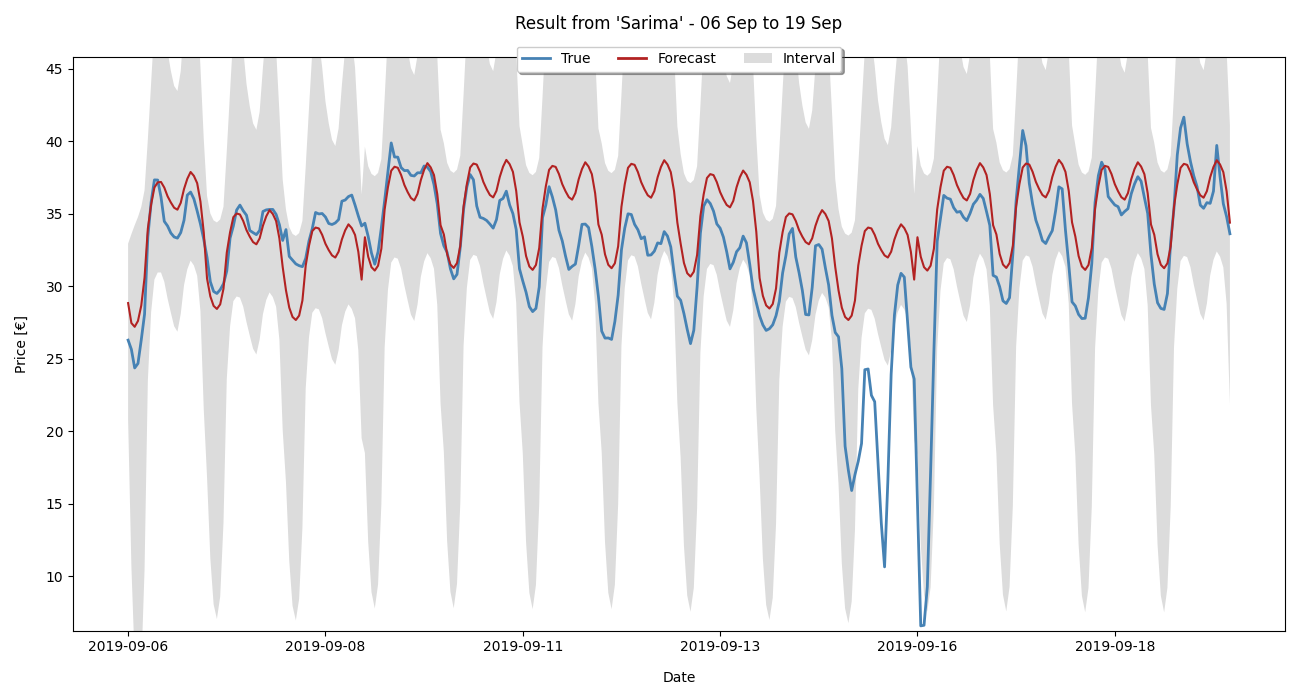 Result from 'Sarima' - 06 Sep to 19 Sep
True Forecast Interval
45
40
35
30
25
20
15
10
Price [€]
2019-09-06 2019-09-08 2019-09-11 2019-09-13 2019-09-16 2019-09-18
Date